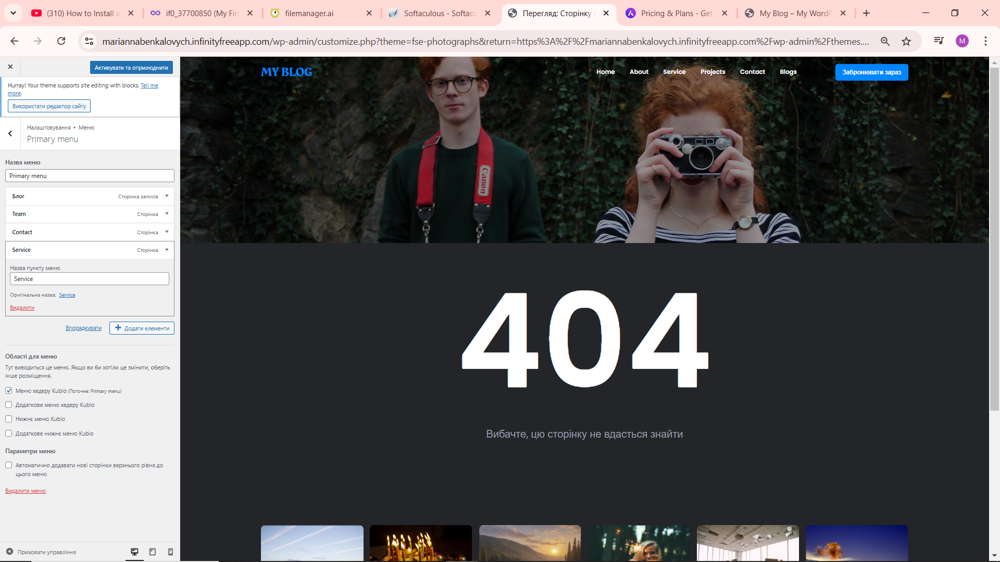 (310) How to Install a
if0_37700850 (My Firs
filemanager.ai
Softaculous - Softacu
Перегляд: Сторінку
Pricing & Plans - Get
My Blog – My WordP
mariannabenkalovych.infinityfreeapp.com/wp-admin/customize.php?theme=fse-photographs&return=https%3A%2F%2Fmariannabenkalovych.infinityfreeapp.com%2Fwp-admin%2Fthemes....
M
Активувати та оприлюднити
Hurray! Your theme supports site editing with blocks. Tell me
more.
Використати редактор сайту
Налаштовування ▸ Меню
Primary menu
Назва меню
Primary menu
Блог Сторінка записів
Team Сторінка
Contact Сторінка
Service Сторінка
Назва пункту меню
Service
Оригінальна назва: Service
Видалити
Впорядкувати
Додати елементи
Області для меню
Тут виводиться це меню. Якщо ви би хотіли це змінити, оберіть
інше розміщення.
Меню хедеру Kubio (Поточне: Primary menu)
Додаткове меню хедеру Kubio
Нижнє меню Kubio
Додаткове нижнє меню Kubio
Параметри меню
Автоматично додавати нові сторінки верхнього рівня до
цього меню
Видалити меню
Приховати управління
MY BLOG
Home About Service Projects Contact Blogs
Забронювати зараз
Canon
404
Вибачте, цю сторінку не вдасться знайти